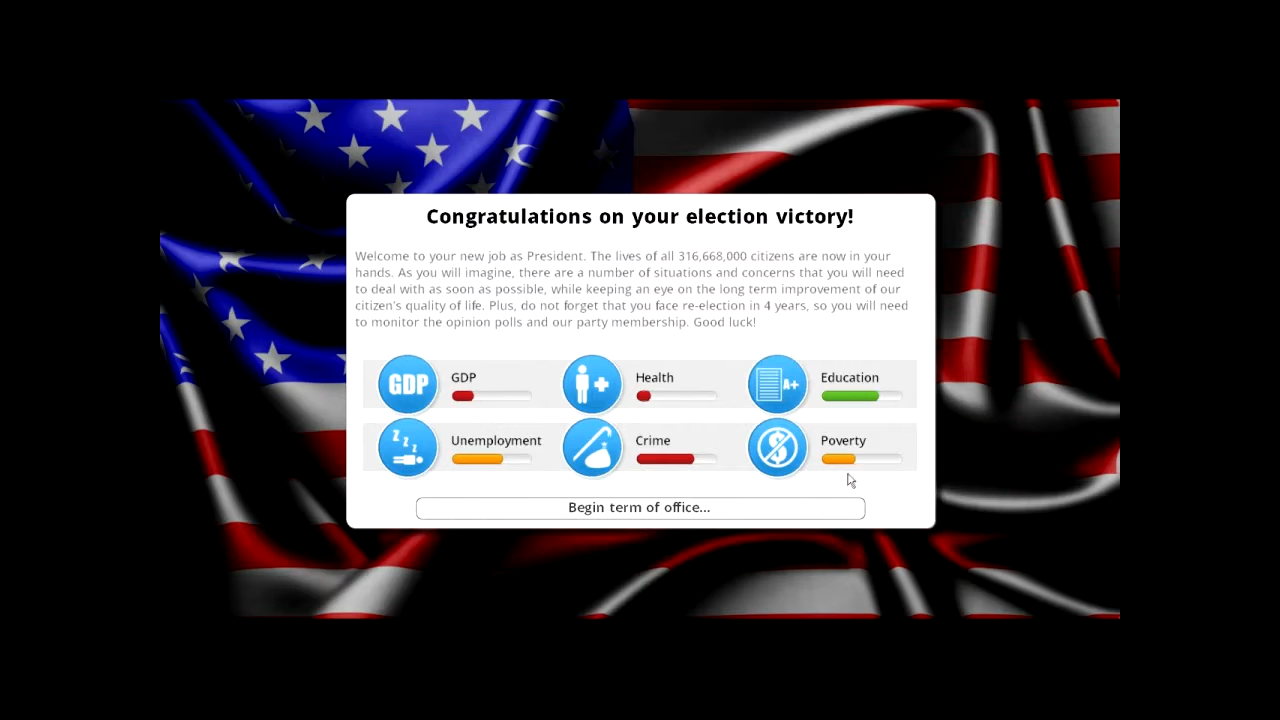 Congratulations on your election victory!
Welcome to your new job as President. The lives of all 316,668,000 citizens are now in your
hands. As you will imagine, there are a number of situations and concerns that you will need
to deal with as soon as possible, while keeping an eye on the long term improvement of our
citizen's quality of life. Plus, do not forget that you face re-election in 4 years, so you will need
to monitor the opinion polls and our party membership. Good luck!
GDP GDP Health A+ Education
Z Z Z Unemployment Crime $ Poverty
Begin term of office...